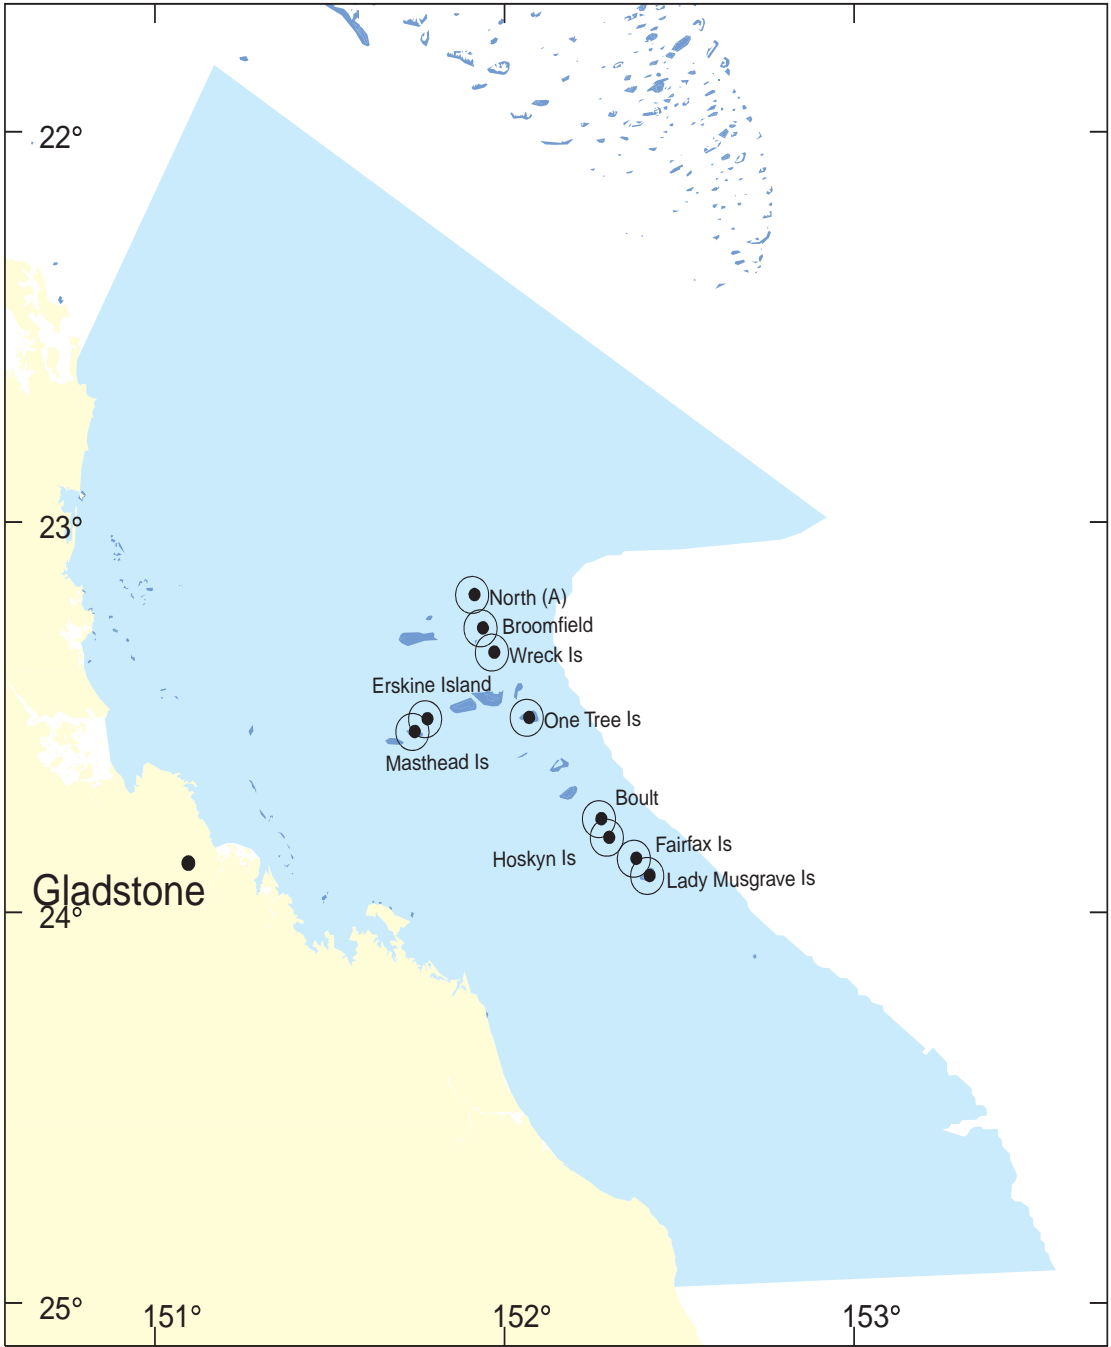 22°
23°
North (A)
Broomfield
Wreck Is
Erskine Island
One Tree Is
Masthead Is
Boult
Fairfax Is
Hoskyn Is
Lady Musgrave Is
Gladstone
24°
25°
151°
152°
153°